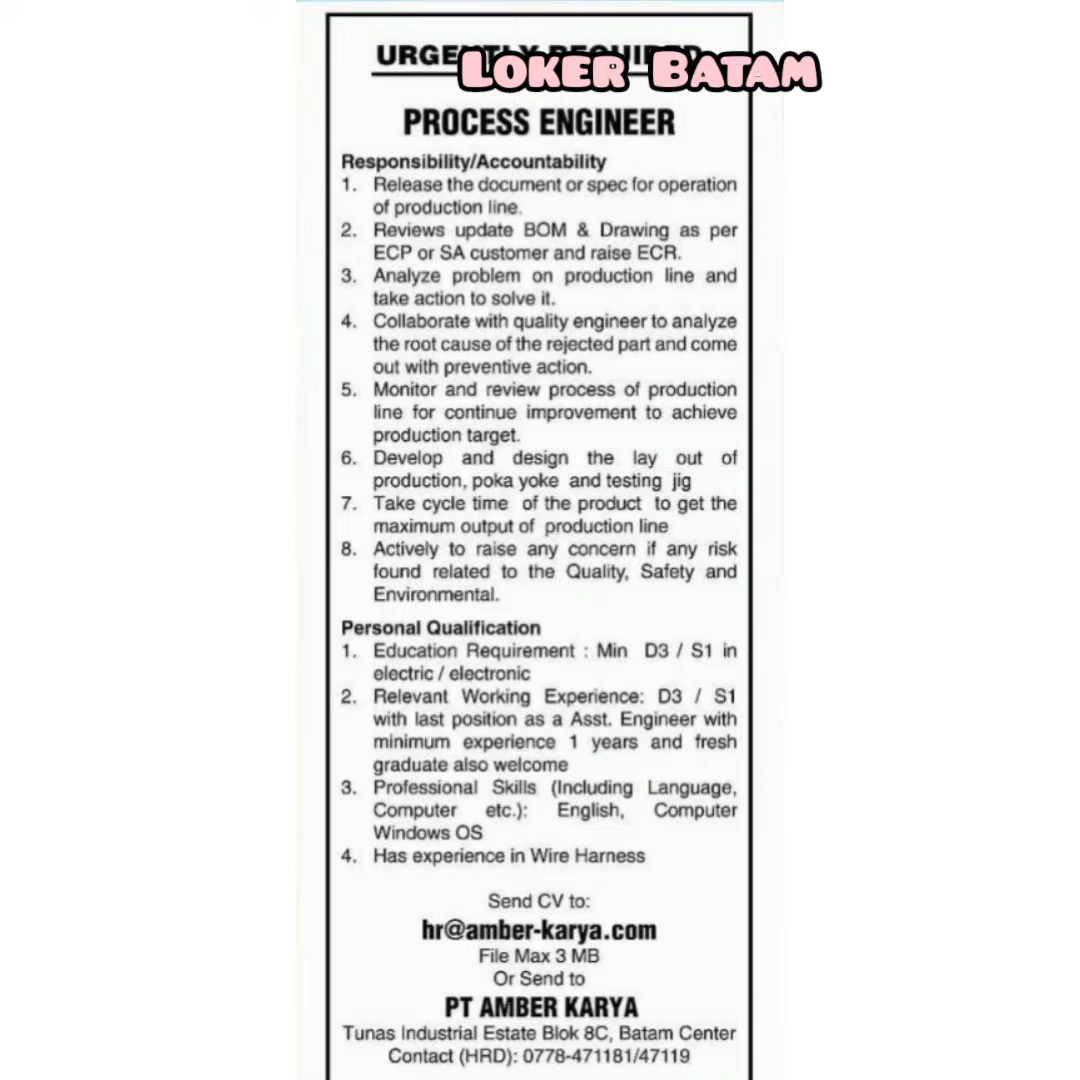 URGENTLY REQUIRED
LOKER BATAM
PROCESS ENGINEER
Responsibility/Accountability
1. Release the document or spec for operation
of production line.
2. Reviews update BOM & Drawing as per
ECP or SA customer and raise ECR.
3. Analyze problem on production line and
take action to solve it.
4. Collaborate with quality engineer to analyze
the root cause of the rejected part and come
out with preventive action.
5. Monitor and review process of production
line for continue improvement to achieve
production target.
6. Develop and design the lay out of
production, poka yoke and testing jig
7. Take cycle time of the product to get the
maximum output of production line
8. Actively to raise any concern if any risk
found related to the Quality, Safety and
Environmental.
Personal Qualification
1. Education Requirement : Min D3 / S1 in
electric / electronic
2. Relevant Working Experience: D3 / S1
with last position as a Asst. Engineer with
minimum experience 1 years and fresh
graduate also welcome
3. Professional Skills (Including Language,
Computer etc.): English, Computer
Windows OS
4. Has experience in Wire Harness
Send CV to:
hr@amber-karya.com
File Max 3 MB
Or Send to
PT AMBER KARYA
Tunas Industrial Estate Blok 8C, Batam Center
Contact (HRD): 0778-471181/47119